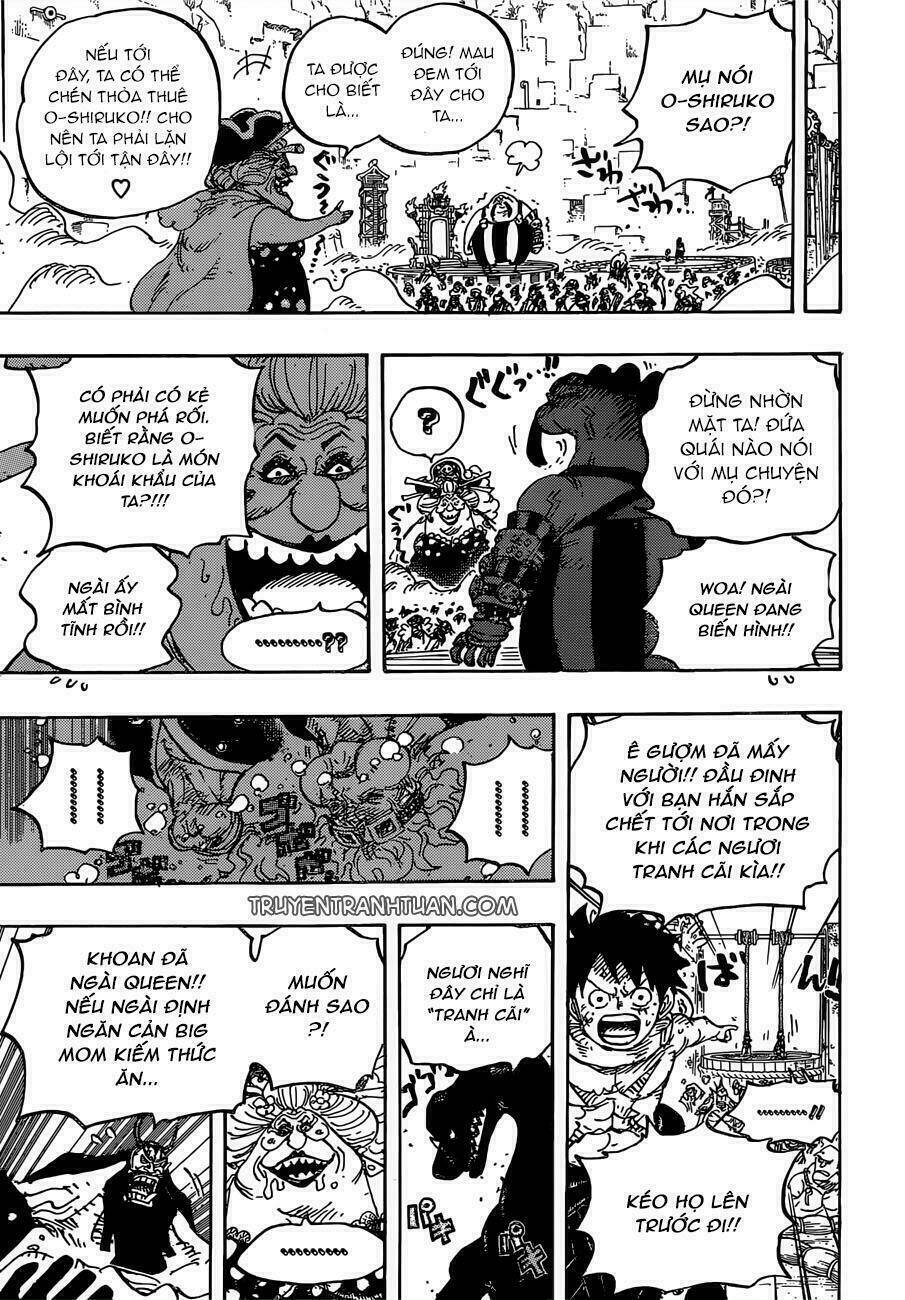 MỤ NÓI
O-SHIRUKO
SAO?!
ĐÚNG! MAU
ĐEM TỚI
ĐÂY CHO
TA...
TA ĐƯỢC
CHO BIẾT
LÀ...
NẾU TỚI
ĐÂY, TA CÓ THỂ
CHÉN THỎA THUÊ
O-SHIRUKO!! CHO
NÊN TA PHẢI LẶN
LỘI TỚI TẬN ĐÂY!!
♡
ĐỪNG NHỜN
MẶT TA! ĐỨA
QUÁI NÀO NÓI
VỚI MỤ CHUYỆN
ĐÓ?!
WOA! NGÀI
QUEEN ĐANG
BIẾN HÌNH!!
?
CÓ PHẢI CÓ KẺ
MUỐN PHÁ RỐI.
BIẾT RẰNG O-
SHIRUKO LÀ MÓN
KHOÁI KHẨU CỦA
TA?!!!
NGÀI ẤY
MẤT BÌNH
TĨNH RỒI!!
..........??
Ê GƯỢM ĐÃ MẤY
NGƯỜI!! ĐẦU ĐINH
VỚI BẠN HẮN SẮP
CHẾT TỚI NƠI TRONG
KHI CÁC NGƯƠI
TRANH CÃI KÌA!!
..........!!
KÉO HỌ LÊN
TRƯỚC ĐI!!
TRUYENTRANHTUAN.COM
NGƯƠI NGHĨ
ĐÂY CHỈ LÀ
"TRANH CÃI"
À...
MUỐN
ĐÁNH SAO
?!
..........
KHOAN ĐÃ
NGÀI QUEEN!!
NẾU NGÀI ĐỊNH
NGĂN CẢN BIG
MOM KIẾM THỨC
ĂN...